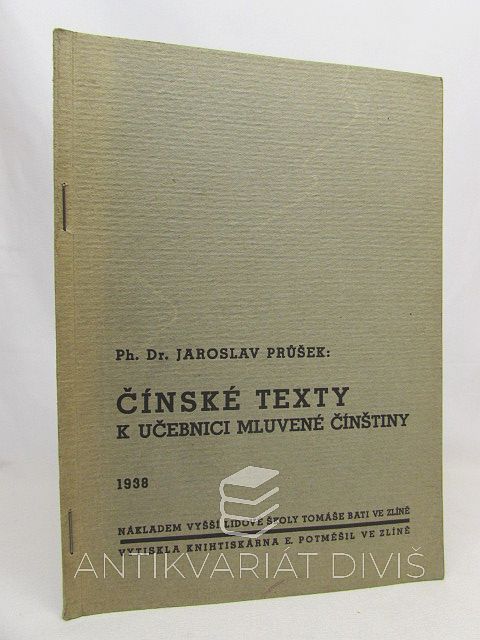 Ph. Dr. JAROSLAV PRŮŠEK:
ČÍNSKÉ TEXTY
K UČEBNICI MLUVENÉ ČÍNŠTINY
1938
NÁKLADEM VYŠŠÍ LIDOVÉ ŠKOLY TOMÁŠE BATI VE ZLÍNĚ
VYTISKLA KNIHTISKÁRNA E. POTMĚŠIL VE ZLÍNĚ
ANTIKVARIÁT DIVIŠ